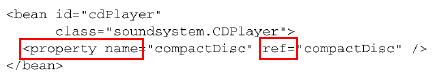 <bean id="cdPlayer"
class="soundsystem.CDPlayer">
<property name="compactDisc" ref="compactDisc" />
</bean>